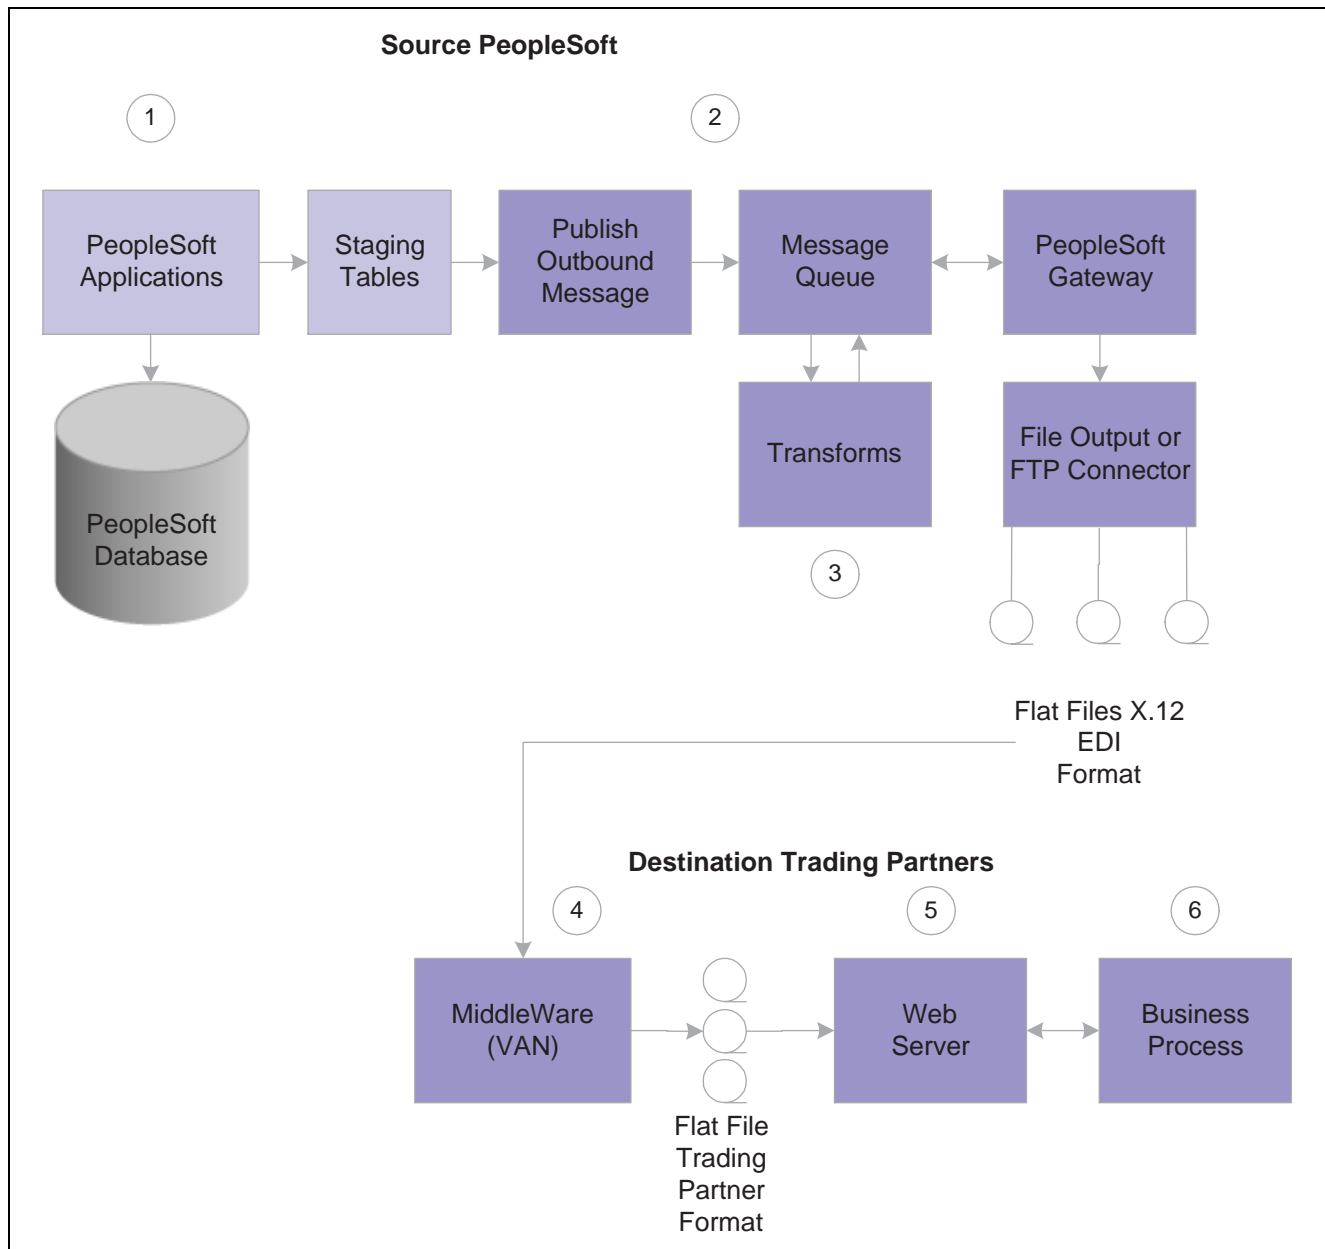 Source PeopleSoft
1
2
PeopleSoft
Applications
Staging
Tables
Publish
Outbound
Message
Message
Queue
PeopleSoft
Gateway
PeopleSoft
Database
Transforms
File Output or
FTP Connector
3
Flat Files X.12
EDI
Format
Destination Trading Partners
4
5
6
MiddleWare
(VAN)
Web
Server
Business
Process
Flat File
Trading
Partner
Format